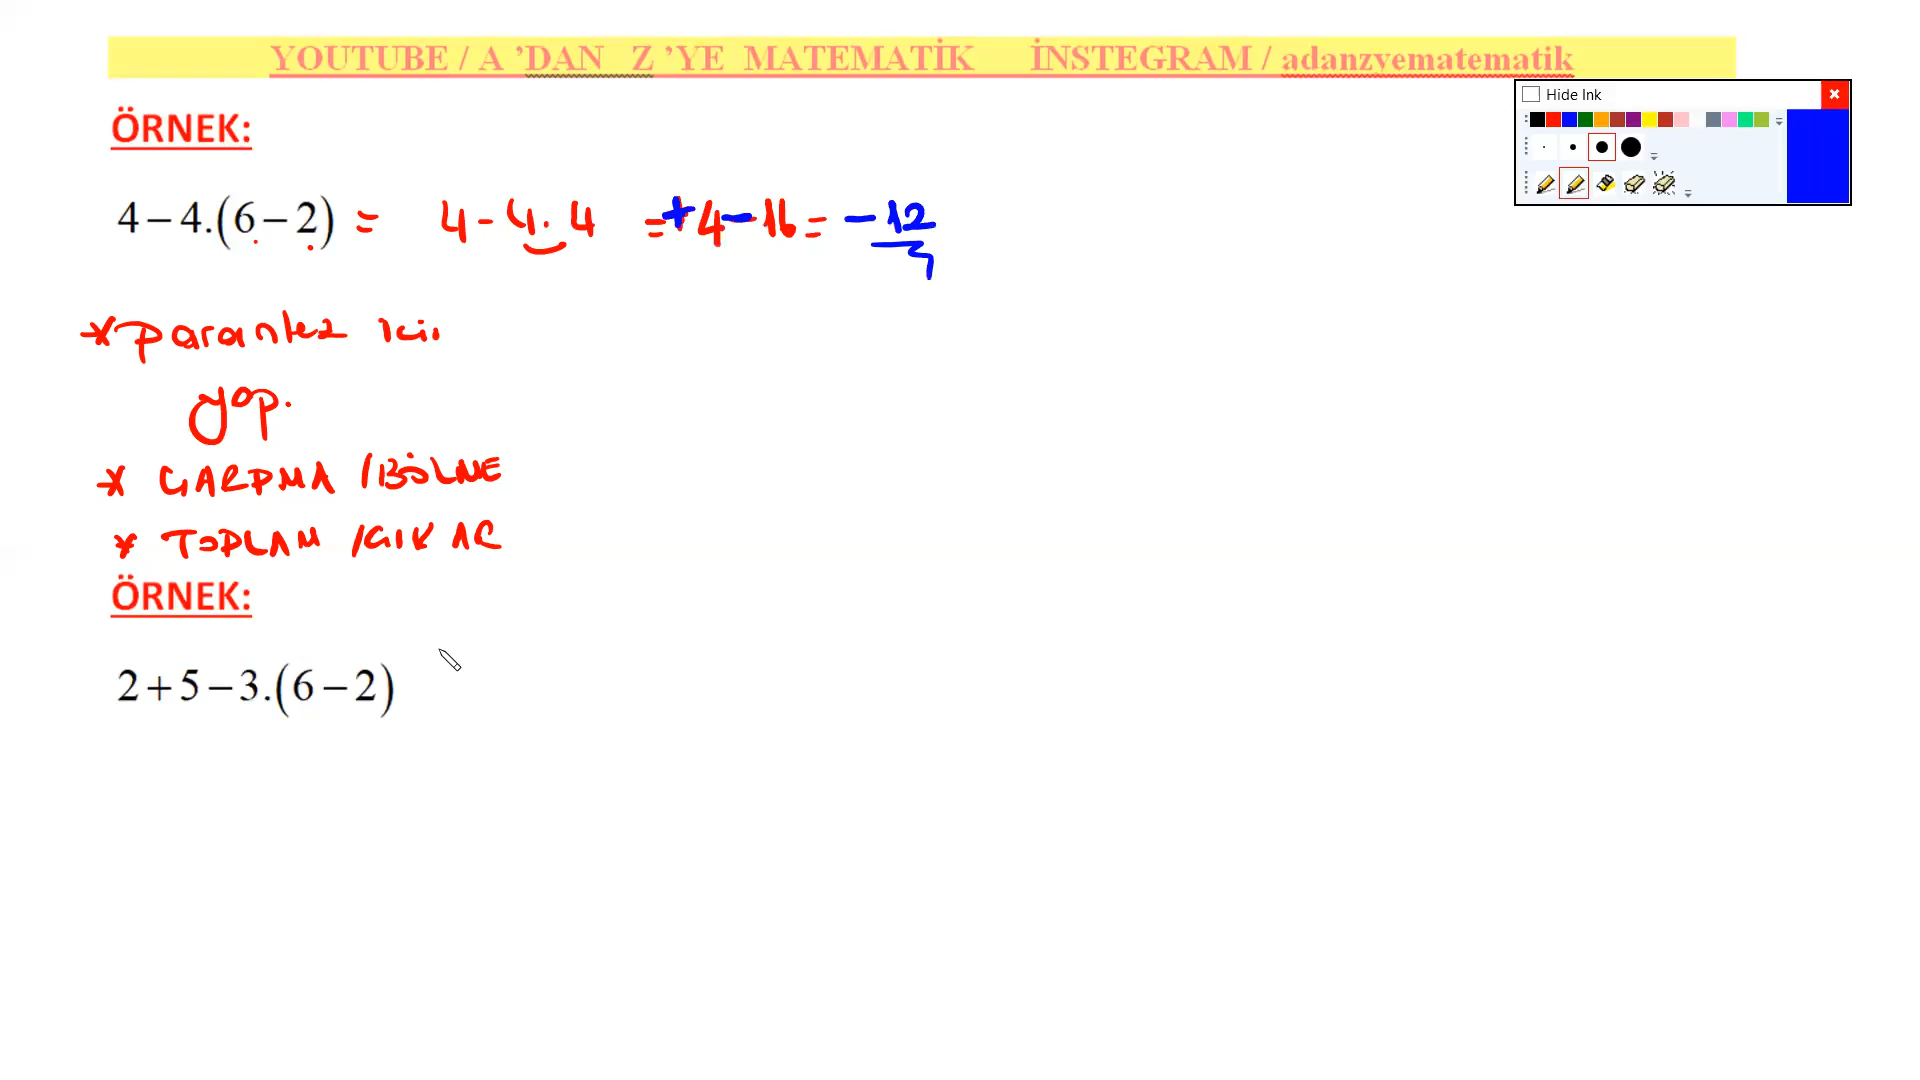 YOUTUBE / A ’DAN Z ’YE MATEMATİK İNSTEGRAM / adanzyematematik
Hide Ink
ÖRNEK:
4 − 4.(6 − 2) = 4 - 4.4 = +4 - 16 = -12
* parantez içi
yap.
* ÇARPMA / BÖLME
* TOPLAM / ÇIKAR
ÖRNEK:
2 + 5 − 3.(6 − 2)